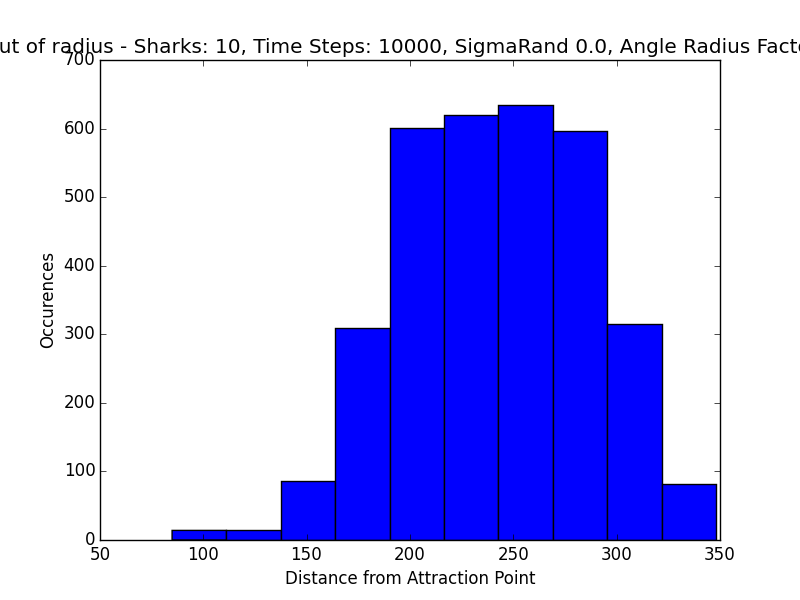 ut of radius - Sharks: 10, Time Steps: 10000, SigmaRand 0.0, Angle Radius Facto
700
600
500
400
300
200
100
0
Occurences
50 100 150 200 250 300 350
Distance from Attraction Point